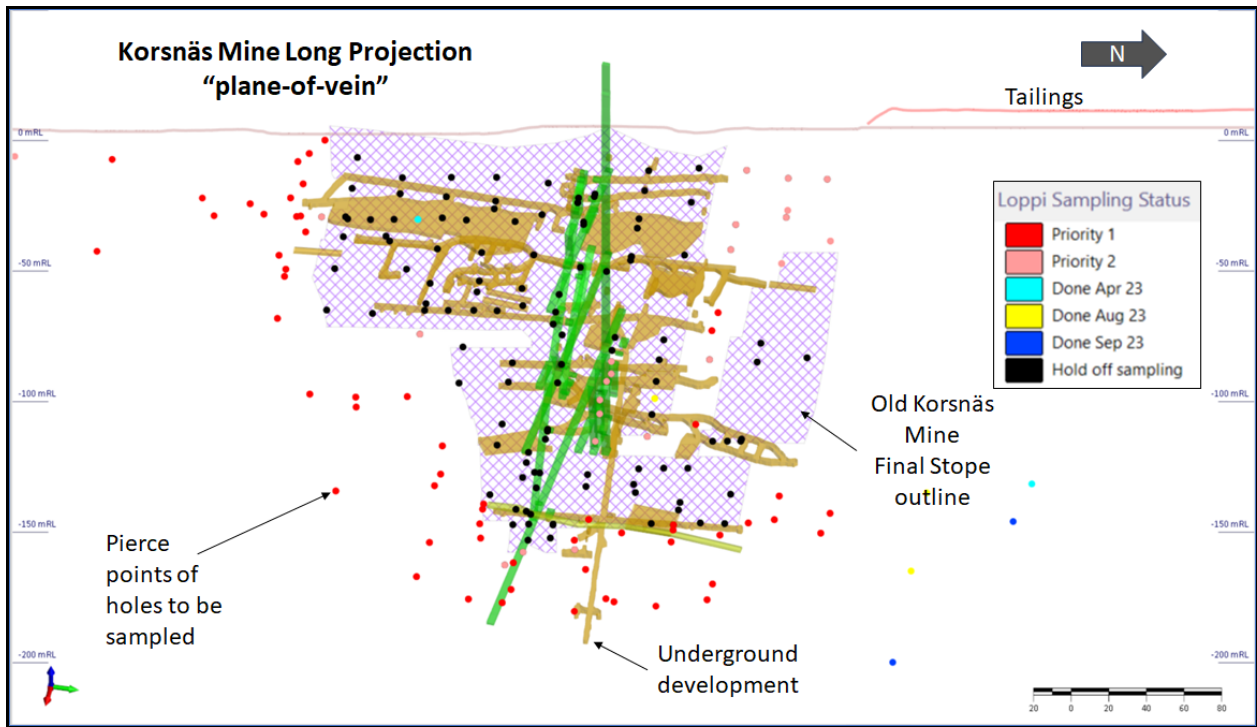 Korsnäs Mine Long Projection
“plane-of-vein”
N
Tailings
0 mRL
0 mRL
-50 mRL
-50 mRL
-100 mRL
-100 mRL
-150 mRL
-150 mRL
-200 mRL
-200 mRL
Loppi Sampling Status
Priority 1
Priority 2
Done Apr 23
Done Aug 23
Done Sep 23
Hold off sampling
Old Korsnäs
Mine
Final Stope
outline
Pierce
points of
holes to be
sampled
Underground
development
20 0 20 40 60 80